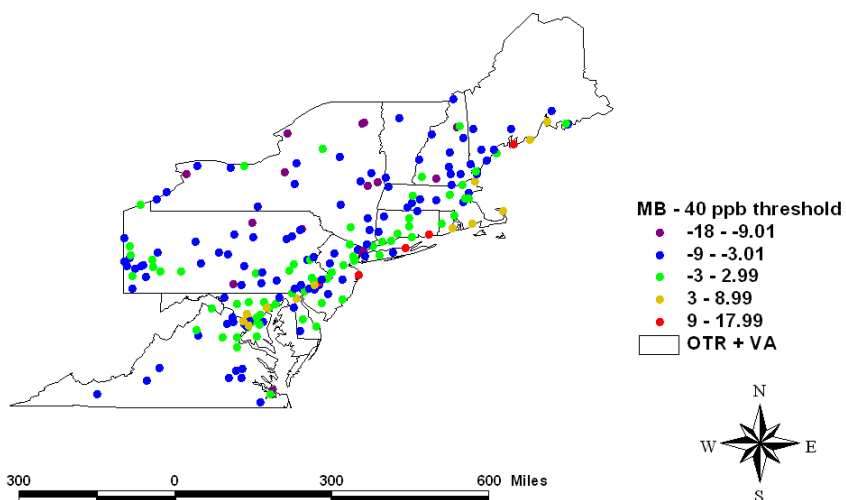 MB - 40 ppb threshold
-18 - -9.01
-9 - -3.01
-3 - 2.99
3 - 8.99
9 - 17.99
OTR + VA
N
W E
S
300 0 300 600 Miles